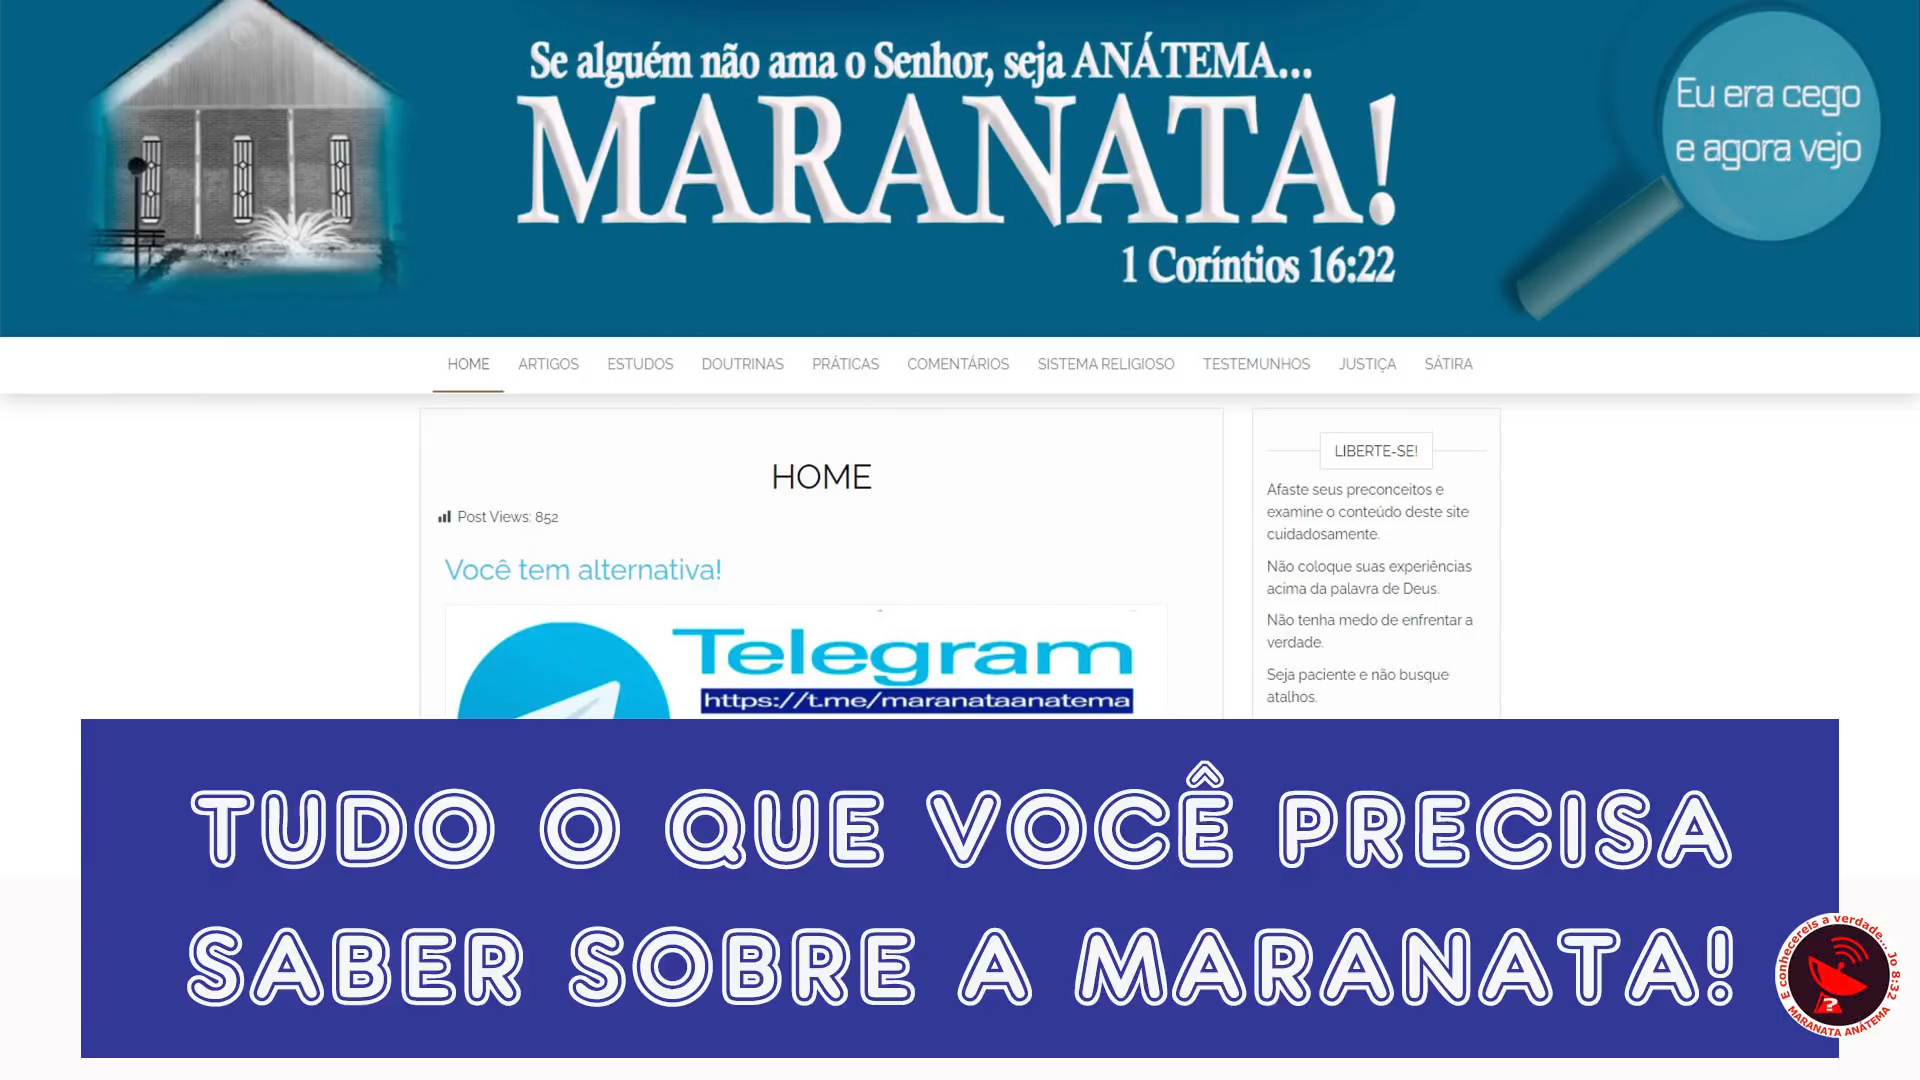 Se alguém não ama o Senhor, seja ANÁTEMA...
MARANATA!
1 Coríntios 16:22
Eu era cego
e agora vejo
HOME ARTIGOS ESTUDOS DOUTRINAS PRÁTICAS COMENTÁRIOS SISTEMA RELIGIOSO TESTEMUNHOS JUSTIÇA SÁTIRA
HOME
Post Views: 852
Você tem alternativa!
Telegram
https://t.me/maranataanatema
LIBERTE-SE!
Afaste seus preconceitos e
examine o conteúdo deste site
cuidadosamente.
Não coloque suas experiências
acima da palavra de Deus.
Não tenha medo de enfrentar a
verdade.
Seja paciente e não busque
atalhos.
TUDO O QUE VOCÊ PRECISA
SABER SOBRE A MARANATA!
E conhecereis a verdade... Jo 8:32
?
MARANATA ANÁTEMA